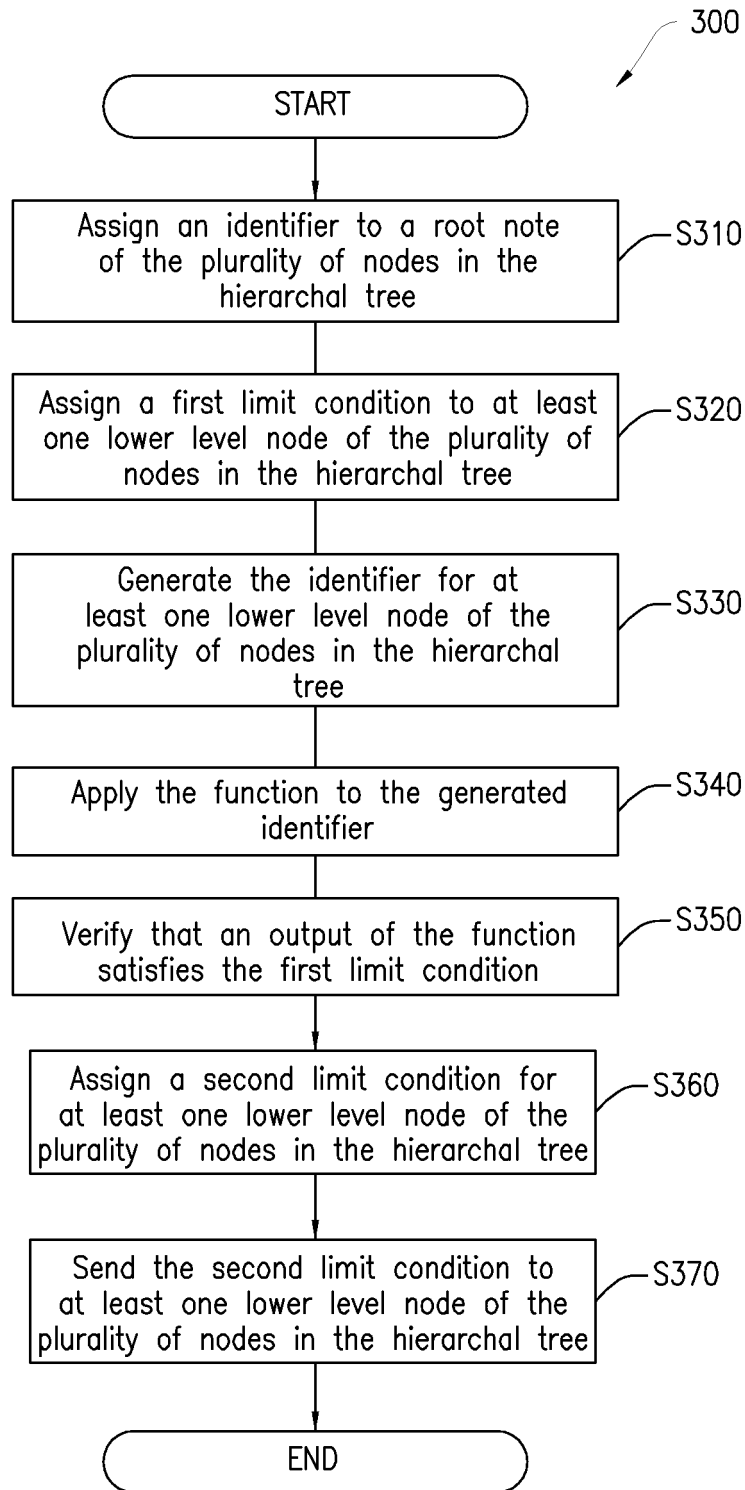 300
START
Assign an identifier to a root note
of the plurality of nodes in the
hierarchal tree
S310
Assign a first limit condition to at least
one lower level node of the plurality of
nodes in the hierarchal tree
S320
Generate the identifier for at
least one lower level node of the
plurality of nodes in the hierarchal
tree
S330
Apply the function to the generated
identifier
S340
Verify that an output of the function
satisfies the first limit condition
S350
Assign a second limit condition for
at least one lower level node of the
plurality of nodes in the hierarchal tree
S360
Send the second limit condition to
at least one lower level node of the
plurality of nodes in the hierarchal tree
S370
END